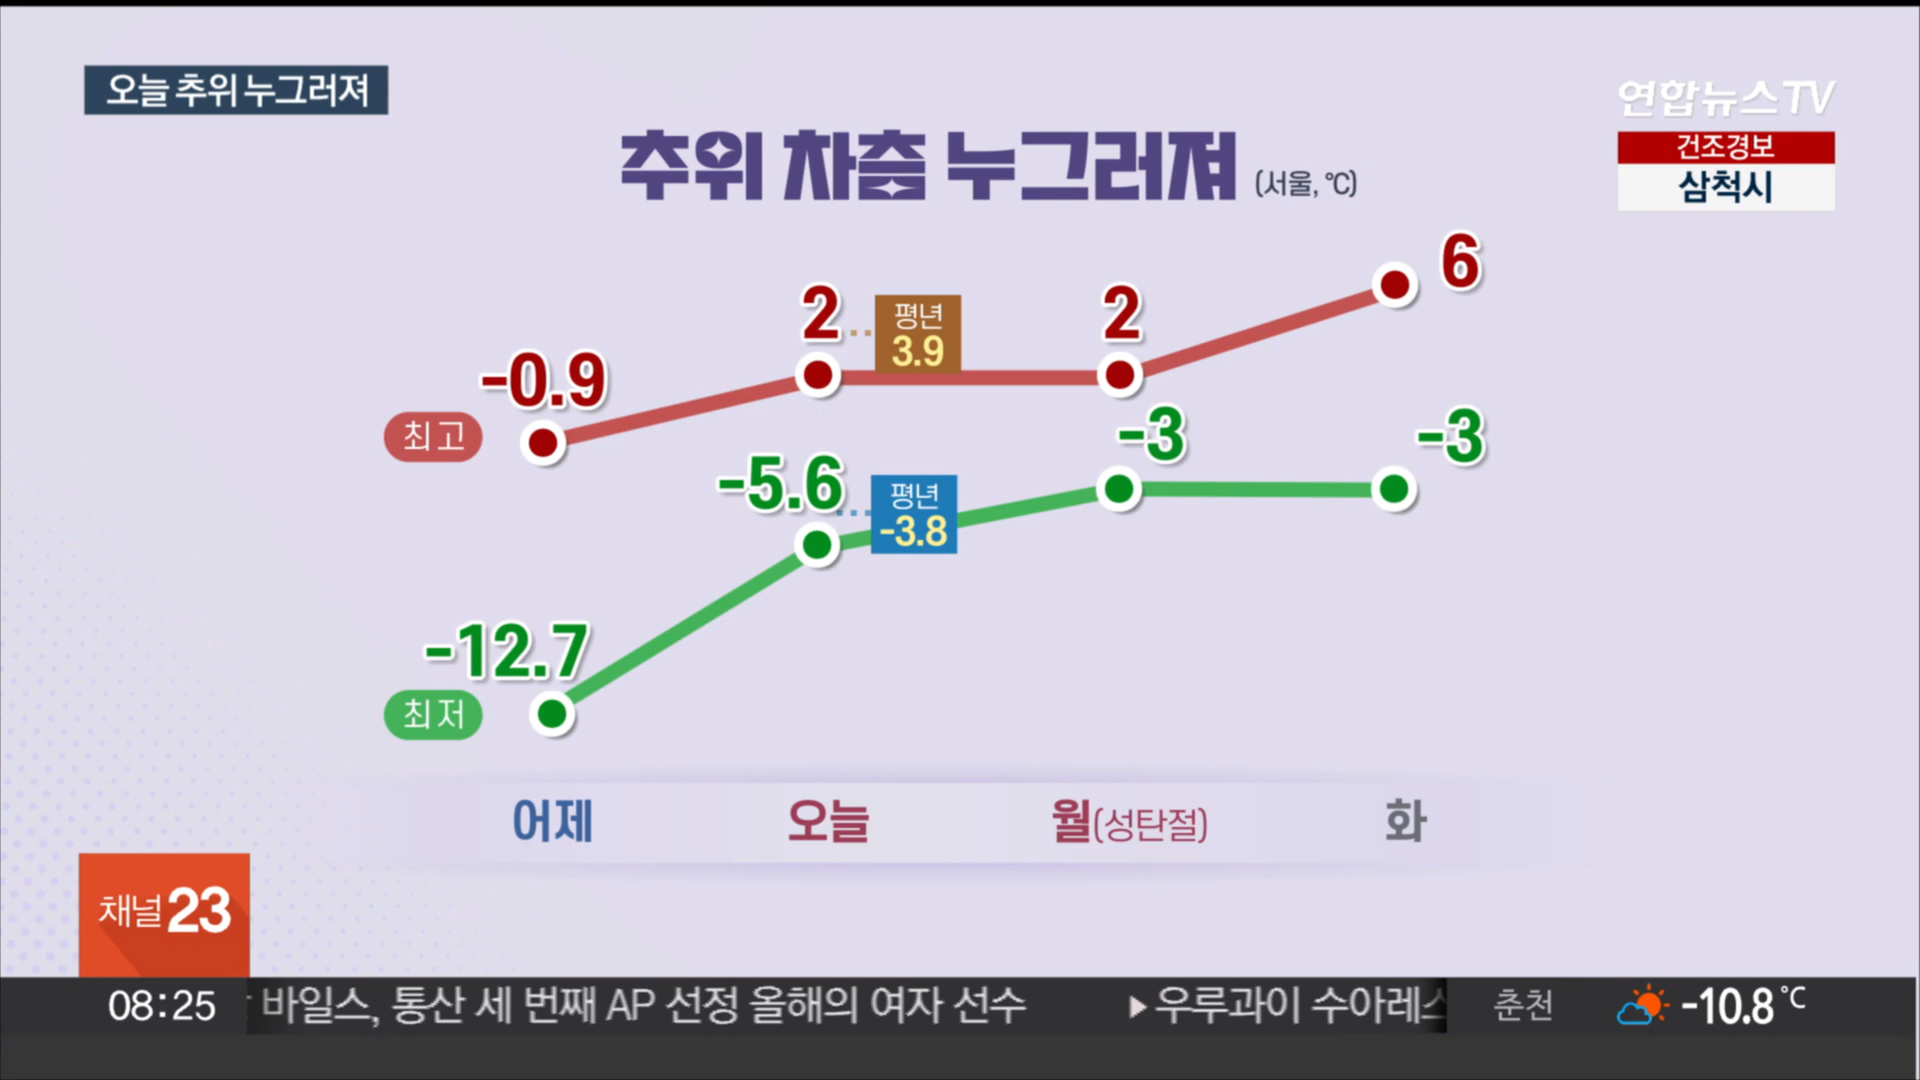 오늘 추위 누그러져
연합뉴스TV
건조경보
삼척시
추위 차츰 누그러져 (서울, ℃)
최고
-0.9
2
평년
3.9
2
6
최저
-12.7
-5.6
평년
-3.8
-3
-3
어제 오늘 월(성탄절) 화
채널 23
08:25 바일스, 통산 세 번째 AP 선정 올해의 여자 선수 ▶우루과이 수아레스 춘천 -10.8℃